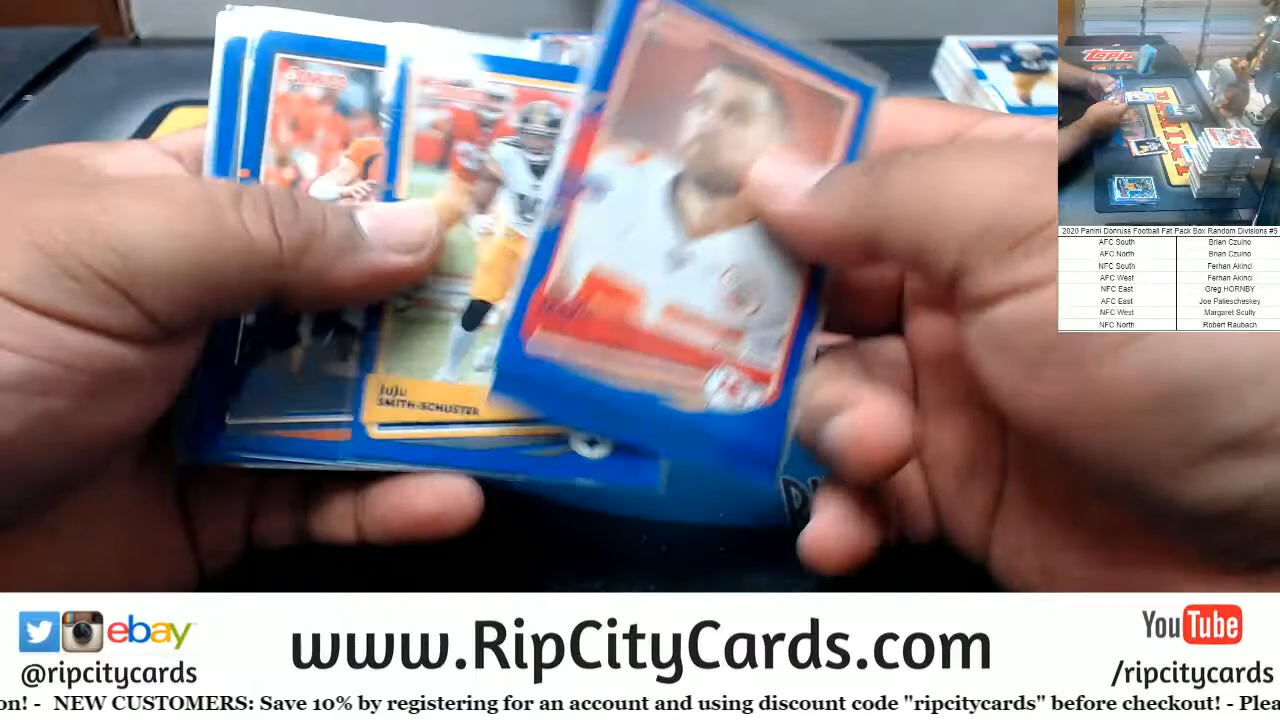 JuJu
SMITH-SCHUSTER
2020 Panini Donruss Football Fat Pack Box Random Divisions #5
AFC South Brian Czuino
AFC North Brian Czuino
NFC South Ferhan Akinci
AFC West Ferhan Akinci
NFC East Greg HORNBY
AFC East Joe Paliescheskey
NFC West Margaret Scully
NFC North Robert Raubach
ebay
@ripcitycards
www.RipCityCards.com
YouTube
/ripcitycards
on! - NEW CUSTOMERS: Save 10% by registering for an account and using discount code "ripcitycards" before checkout! - Plea